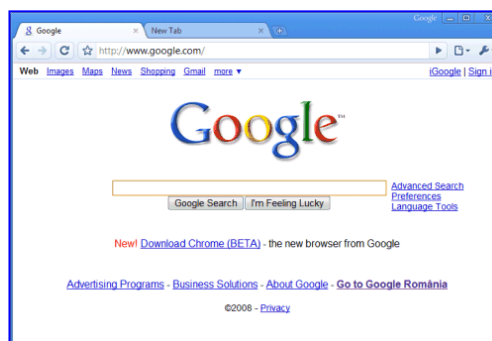 Google
Google New Tab
http://www.google.com/
Web Images Maps News Shopping Gmail more ▼ iGoogle | Sign i
Google™
Advanced Search
Preferences
Language Tools
Google Search I'm Feeling Lucky
New! Download Chrome (BETA) - the new browser from Google
Advertising Programs - Business Solutions - About Google - Go to Google România
©2008 - Privacy